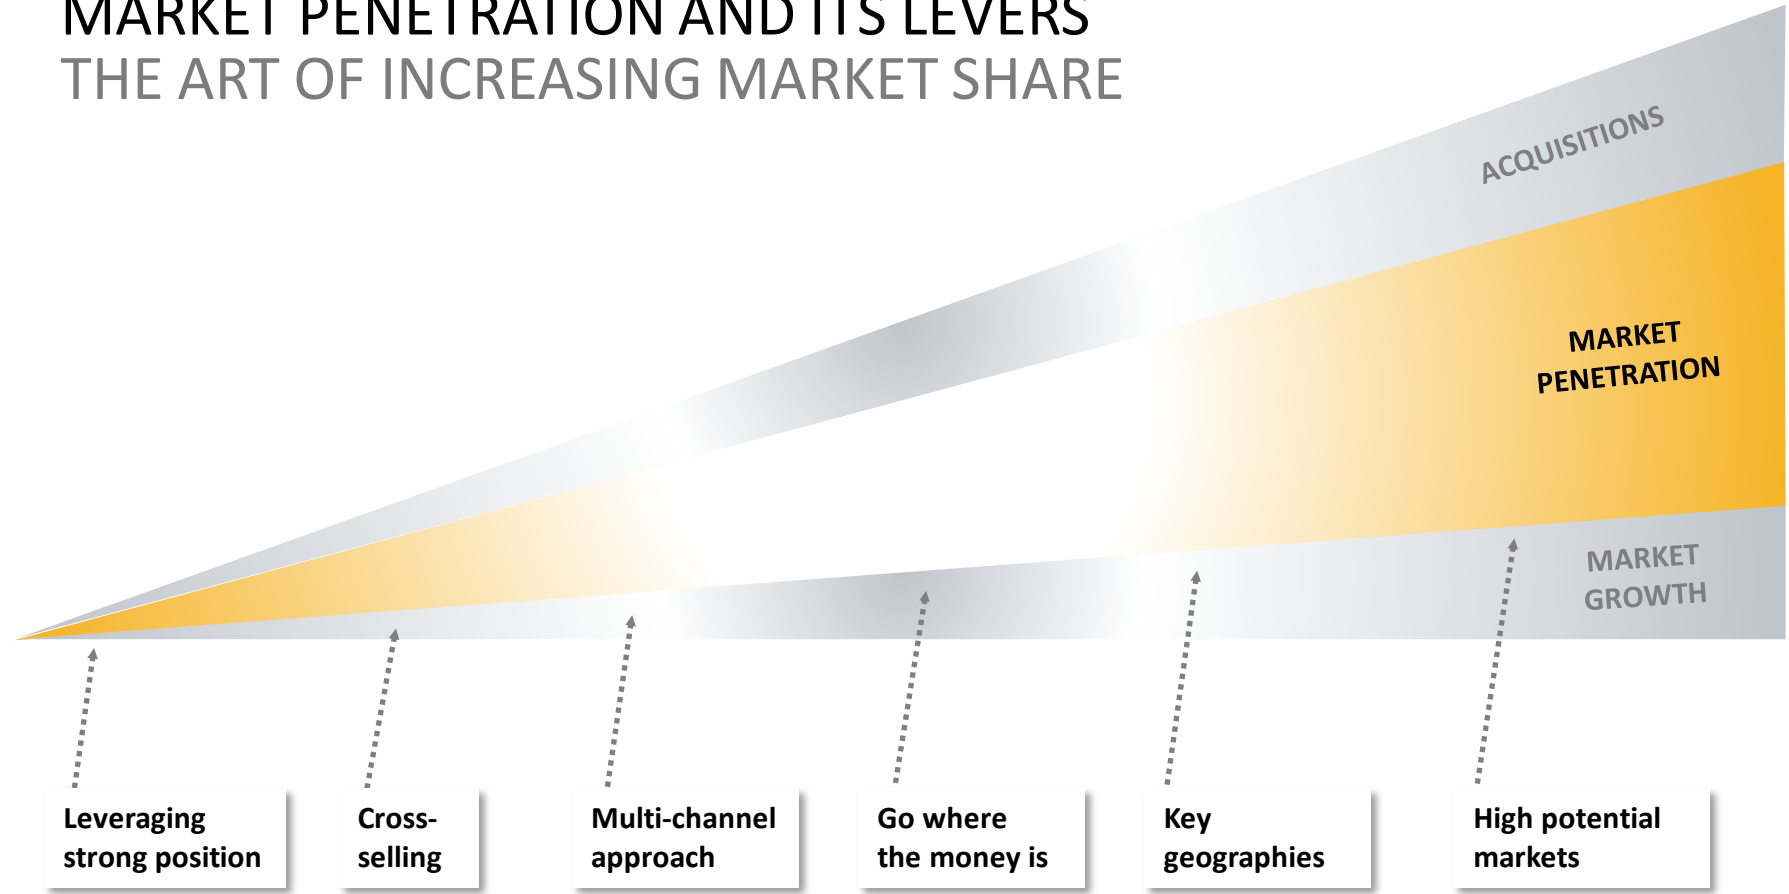 MARKET PENETRATION AND ITS LEVERS
THE ART OF INCREASING MARKET SHARE
ACQUISITIONS
MARKET
PENETRATION
MARKET
GROWTH
Leveraging
strong position
Cross-
selling
Multi-channel
approach
Go where
the money is
Key
geographies
High potential
markets